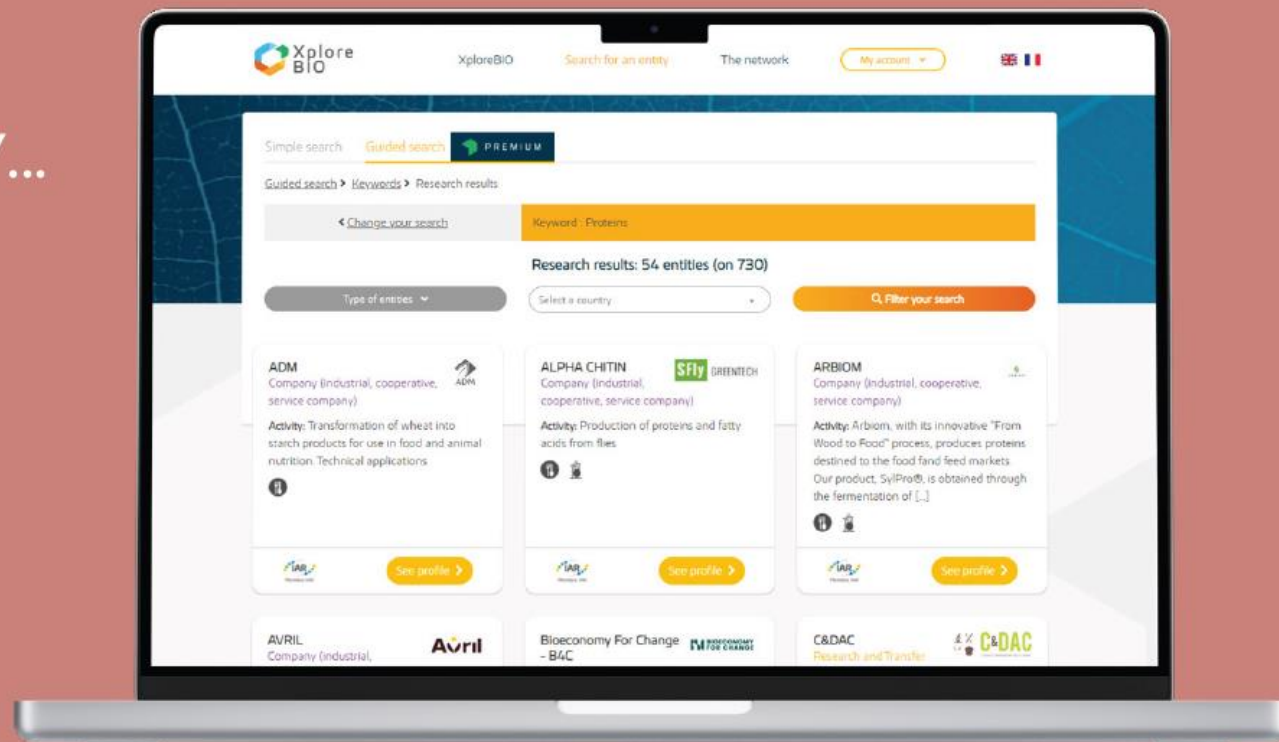 Xplore
BIO
XploreBIO
Search for an entity
The network
My account
Simple search
Guided search
PREMIUM
Guided search > Keywords > Research results
< Change your search
Keyword : Proteins
Research results: 54 entities (on 730)
Type of entities
Select a country
Filter your search
ADM
ADM
Company (industrial, cooperative,
service company)
Activity: Transformation of wheat into
starch products for use in food and animal
nutrition. Technical applications
IAR
See profile >
ALPHA CHITIN
SFly GREENTECH
Company (industrial,
cooperative, service company)
Activity: Production of proteins and fatty
acids from flies
IAR
See profile >
ARBIOM
Company (industrial, cooperative,
service company)
Activity: Arbiom, with its innovative "From
Wood to Food" process, produces proteins
destined to the food fand feed markets
Our product, SylPro®, is obtained through
the fermentation of [...]
IAR
See profile >
AVRIL
Avril
Company (industrial,
Bioeconomy For Change
- B4C
BIOECONOMY
FOR CHANGE
C&DAC
C&DAC
Research and Transfer
...